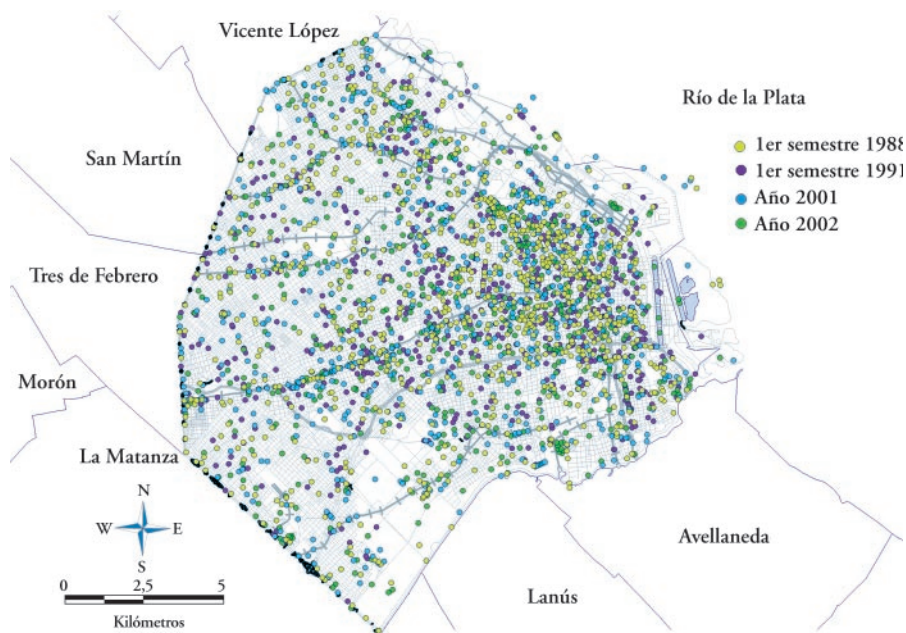 Vicente López
Río de la Plata
1er semestre 1988
San Martín
1er semestre 1991
Año 2001
Año 2002
Tres de Febrero
Morón
La Matanza
N
W E
S
Avellaneda
0 2,5 5
Lanús
Kilómetros